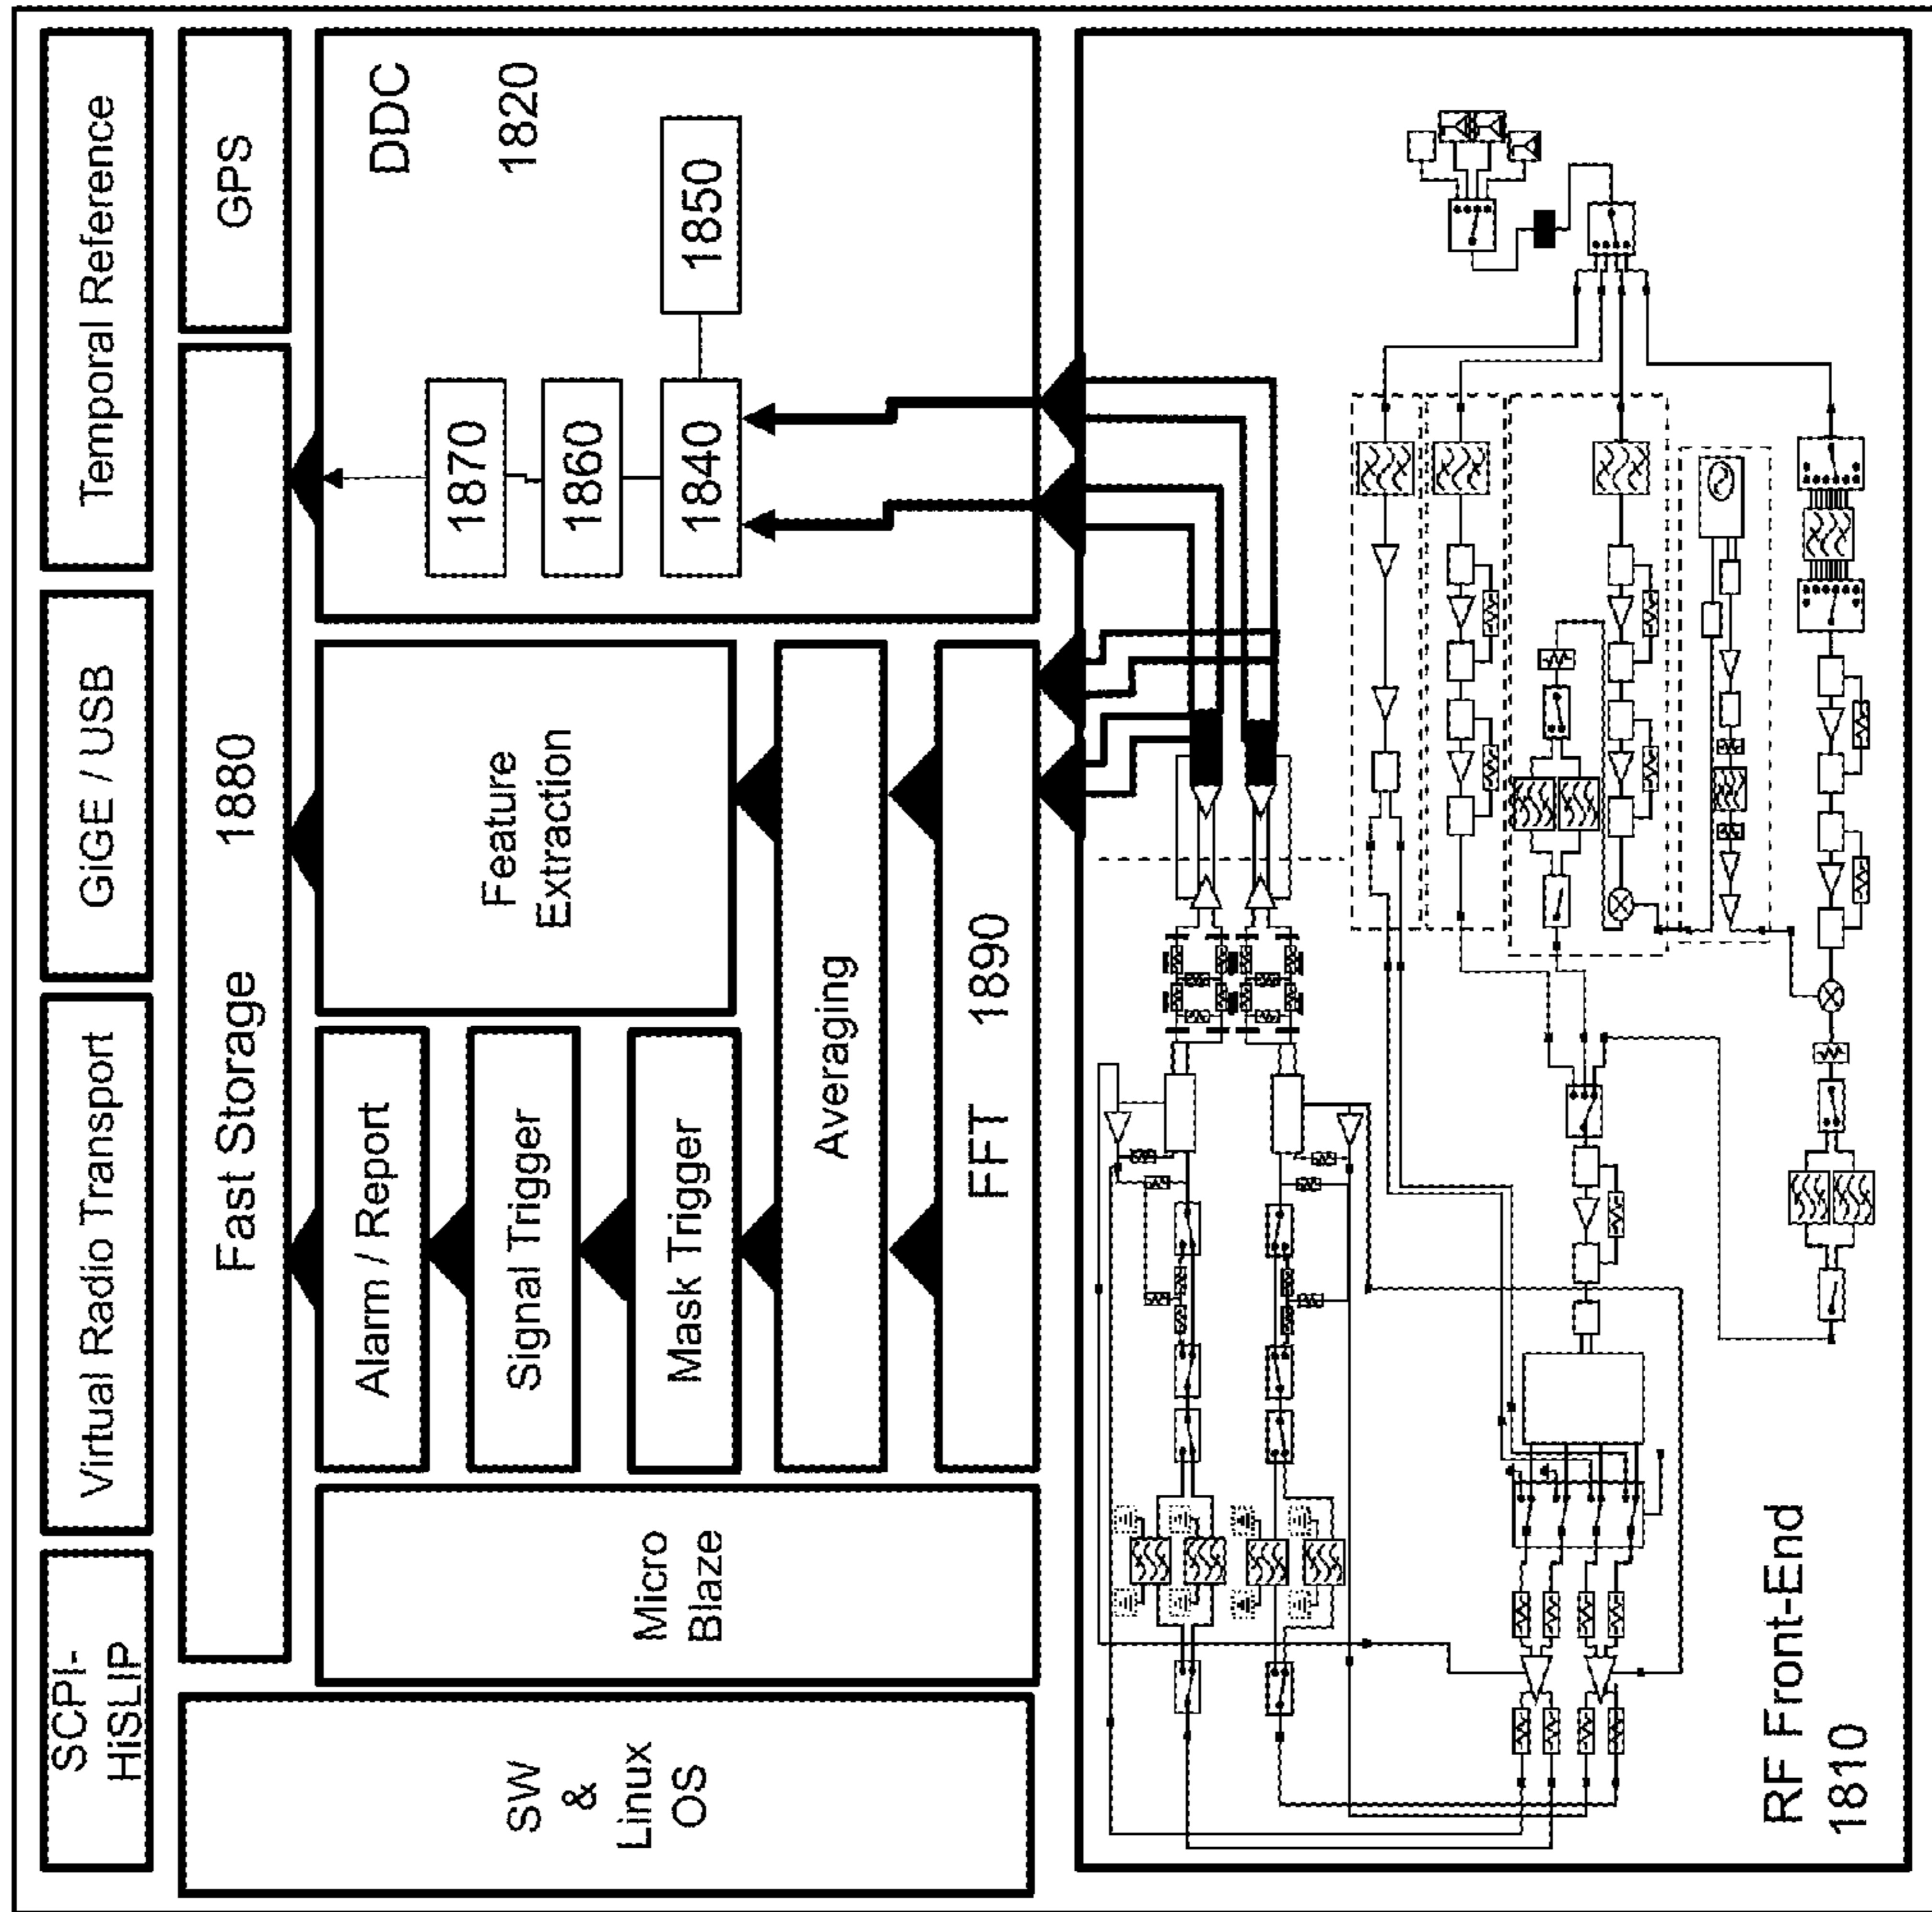 SCPI-
HiSLIP
Virtual Radio Transport
GiGE / USB
Temporal Reference
Fast Storage 1880
GPS
SW
&
Linux
OS
Micro
Blaze
Alarm / Report
Signal Trigger
Mask Trigger
Feature
Extraction
Averaging
FFT 1890
DDC
1820
1870
1860
1840
1850
RF Front-End
1810